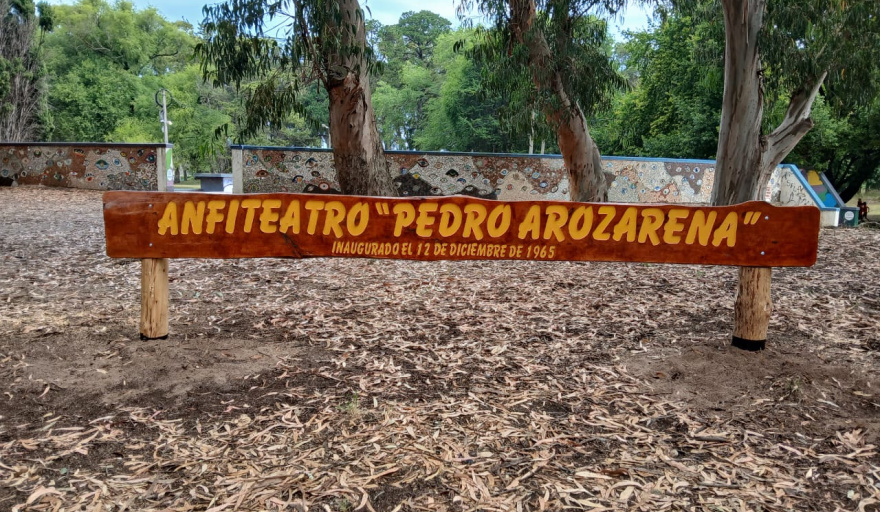 ANFITEATRO "PEDRO AROZARENA"
INAUGURADO EL 12 DE DICIEMBRE DE 1965